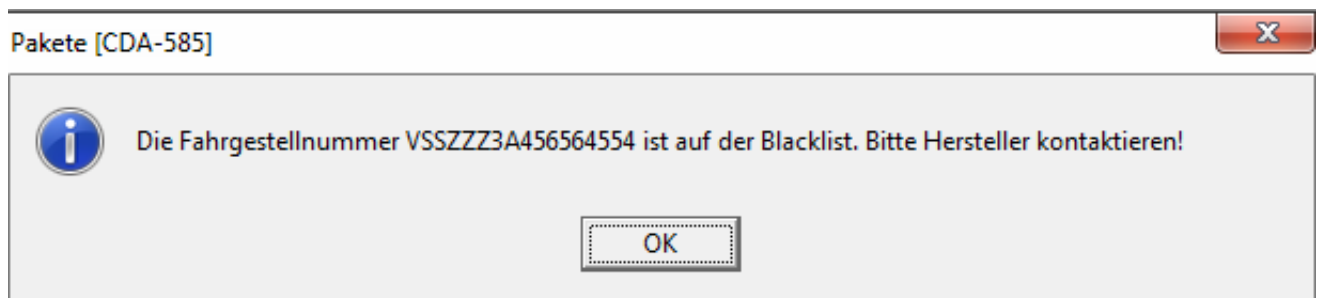 Pakete [CDA-585]
Die Fahrgestellnummer VSSZZZ3A456564554 ist auf der Blacklist. Bitte Hersteller kontaktieren!
OK